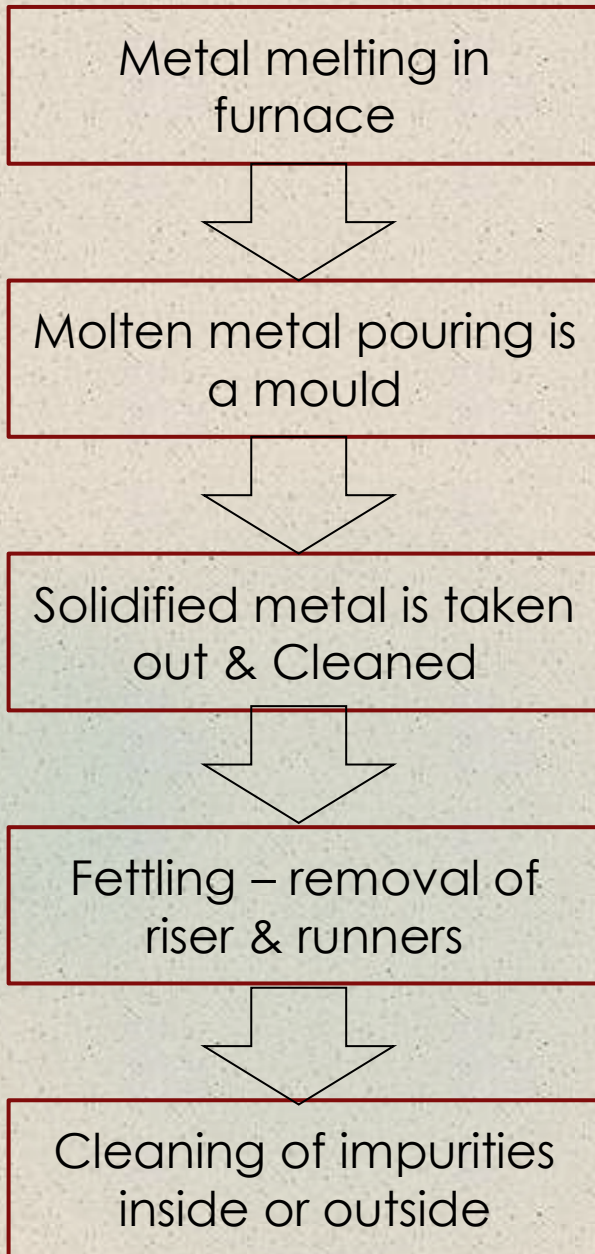 Metal melting in
furnace
Molten metal pouring is
a mould
Solidified metal is taken
out & Cleaned
Fettling – removal of
riser & runners
Cleaning of impurities
inside or outside